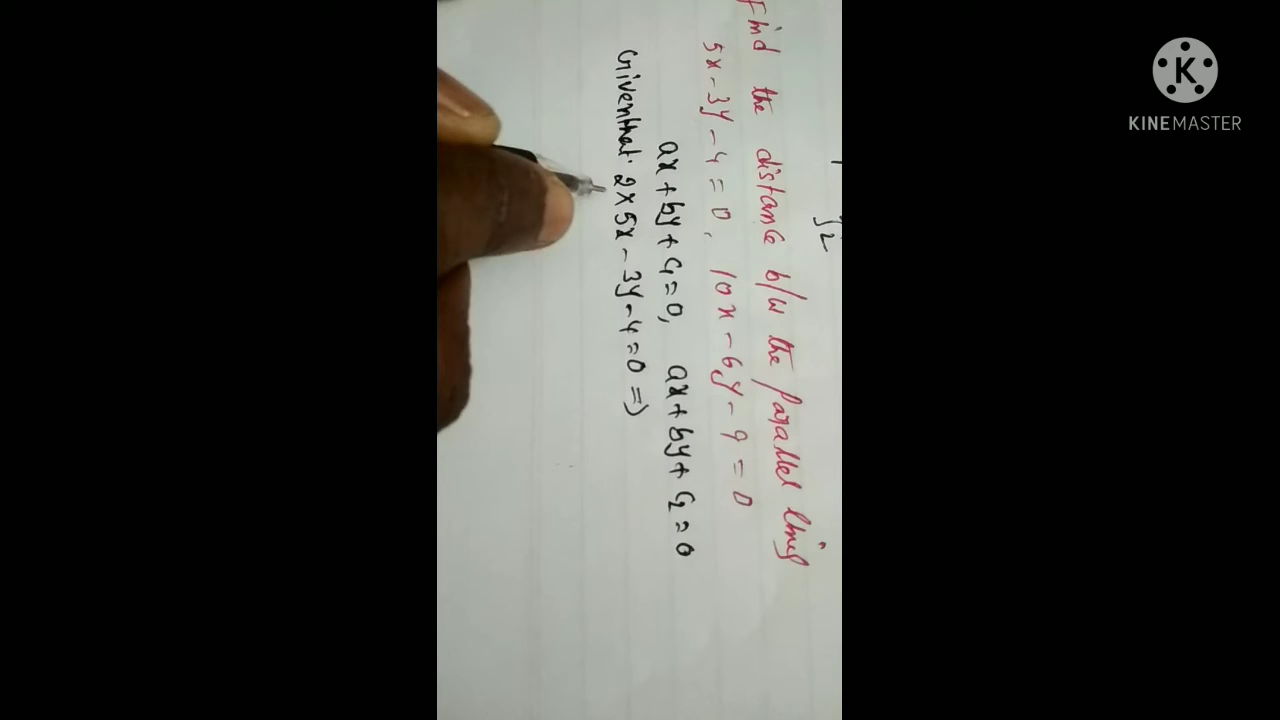 Find the distance b/w the parallel lines
5x - 3y - 4 = 0, 10x - 6y - 9 = 0
ax + by + c₁ = 0, ax + by + c₂ = 0
Given that 2 x 5x - 3y - 4 = 0 =>
KINEMASTER